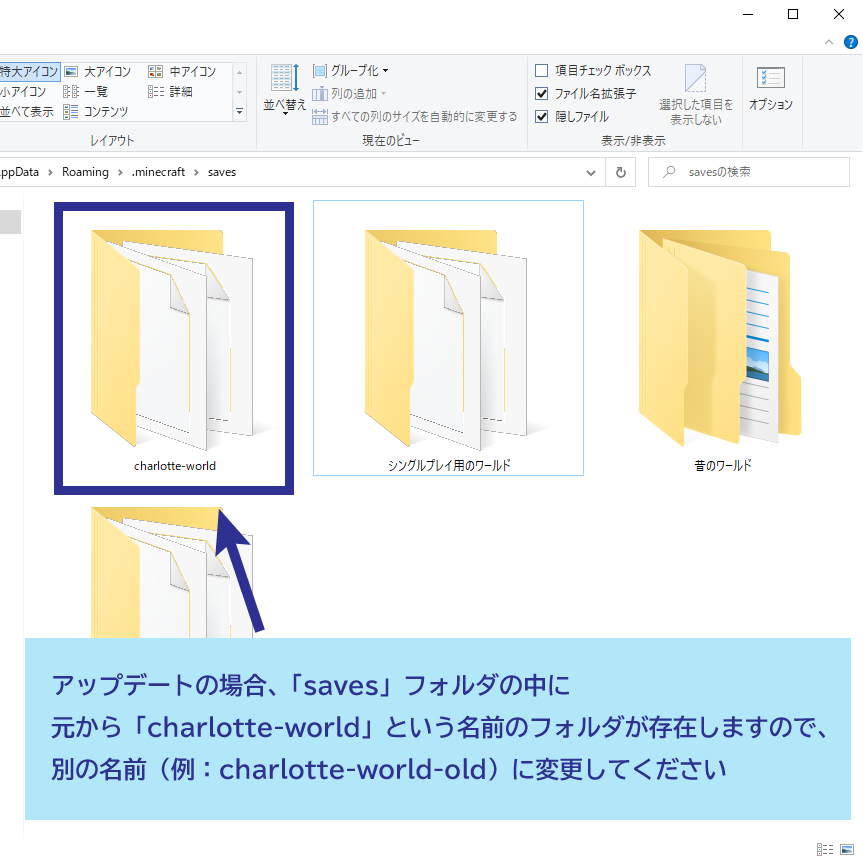 特大アイコン 大アイコン 中アイコン
小アイコン 一覧 詳細
並べて表示 コンテンツ
レイアウト
並べ替え
グループ化
列の追加
すべての列のサイズを自動的に変更する
現在のビュー
項目チェック ボックス
ファイル名拡張子
隠しファイル
選択した項目を
表示しない
表示/非表示
オプション
ppData › Roaming › .minecraft › saves
savesの検索
charlotte-world
シングルプレイ用のワールド
昔のワールド
アップデートの場合、「saves」フォルダの中に
元から「charlotte-world」という名前のフォルダが存在しますので、
別の名前（例：charlotte-world-old）に変更してください